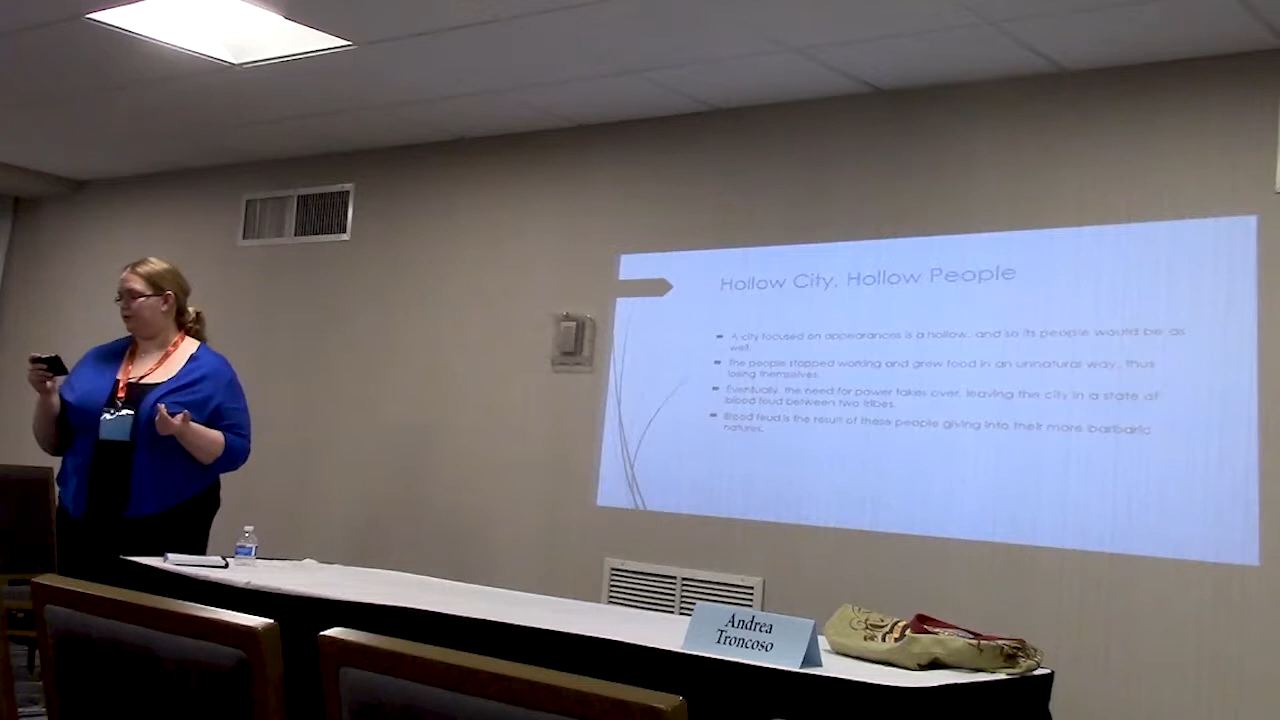 Hollow City, Hollow People
A city focused on appearances is a hollow, and so its people would be as
well.
The people stopped working and grew food in an unnatural way, thus
losing themselves.
Eventually, the need for power takes over, leaving the city in a state of
blood feud between two tribes.
Blood feud is the result of these people giving into their more barbaric
natures.
Andrea
Troncoso